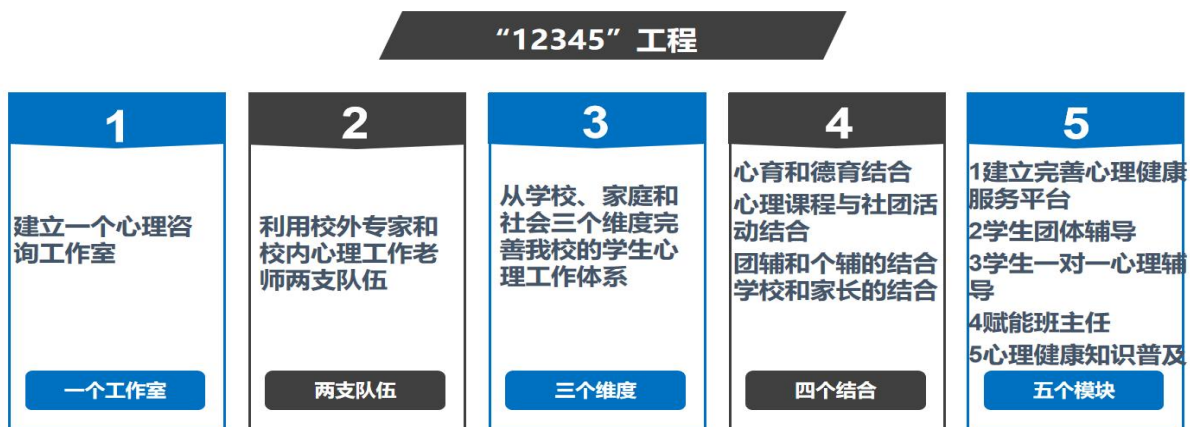 “12345”工程
1
建立一个心理咨
询工作室
一个工作室
2
利用校外专家和
校内心理工作老
师两支队伍
两支队伍
3
从学校、家庭和
社会三个维度完
善我校的学生心
理工作体系
三个维度
4
心育和德育结合
心理课程与社团活
动结合
团辅和个辅的结合
学校和家长的结合
四个结合
5
1建立完善心理健康
服务平台
2学生团体辅导
3学生一对一心理辅
导
4赋能班主任
5心理健康知识普及
五个模块